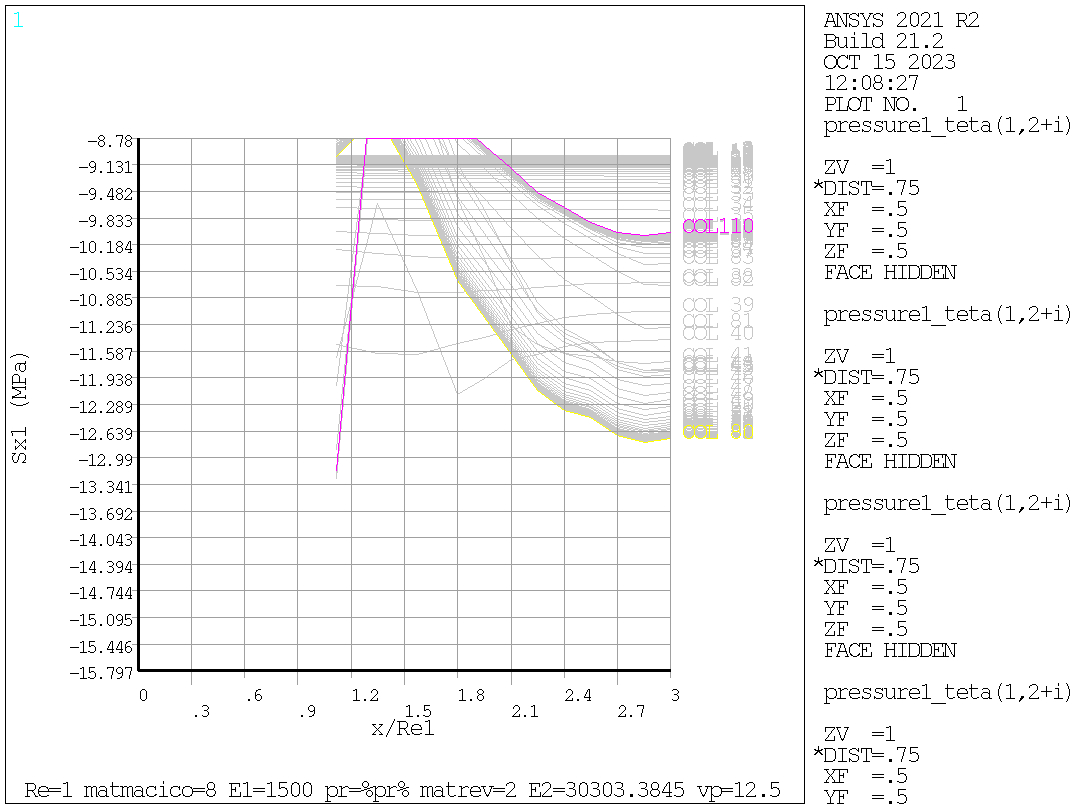 1
ANSYS 2021 R2
Build 21.2
OCT 15 2023
12:08:27
PLOT NO. 1
pressure1_teta(1,2+i)
ZV =1
*DIST=.75
XF =.5
YF =.5
ZF =.5
FACE HIDDEN
pressure1_teta(1,2+i)
ZV =1
*DIST=.75
XF =.5
YF =.5
ZF =.5
FACE HIDDEN
pressure1_teta(1,2+i)
ZV =1
*DIST=.75
XF =.5
YF =.5
ZF =.5
FACE HIDDEN
pressure1_teta(1,2+i)
ZV =1
*DIST=.75
XF =.5
YF =.5
-8.78
-9.131
-9.482
-9.833
-10.184
-10.534
-10.885
-11.236
-11.587
-11.938
-12.289
-12.639
-12.99
-13.341
-13.692
-14.043
-14.394
-14.744
-15.095
-15.446
-15.797
Sx1 (MPa)
COL110
COL 39
COL 40
COL 41
0
.3
.6
.9
1.2
1.5
1.8
2.1
2.4
2.7
3
x/Re1
Re=1 matmacico=8 E1=1500 pr=%pr% matrev=2 E2=30303.3845 vp=12.5